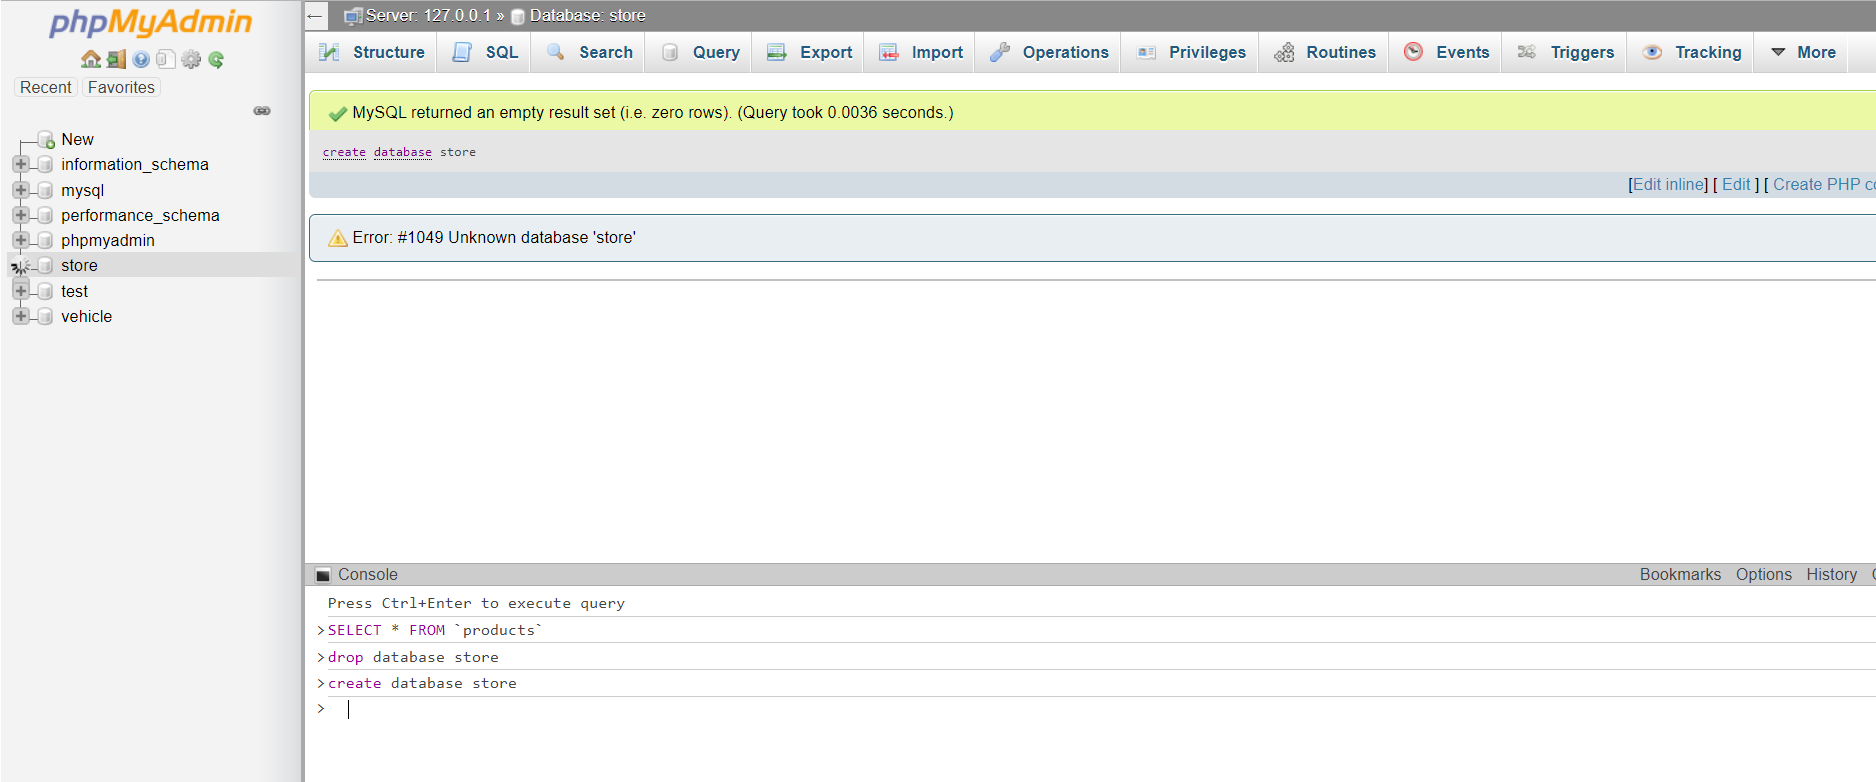 phpMyAdmin
Recent Favorites
New
information_schema
mysql
performance_schema
phpmyadmin
store
test
vehicle
← Server: 127.0.0.1 » Database: store
Structure SQL Search Query Export Import Operations Privileges Routines Events Triggers Tracking More
MySQL returned an empty result set (i.e. zero rows). (Query took 0.0036 seconds.)
create database store
[Edit inline] [ Edit ] [ Create PHP
Error: #1049 Unknown database 'store'
Console Bookmarks Options History
Press Ctrl+Enter to execute query
>SELECT * FROM `products`
>drop database store
>create database store
>